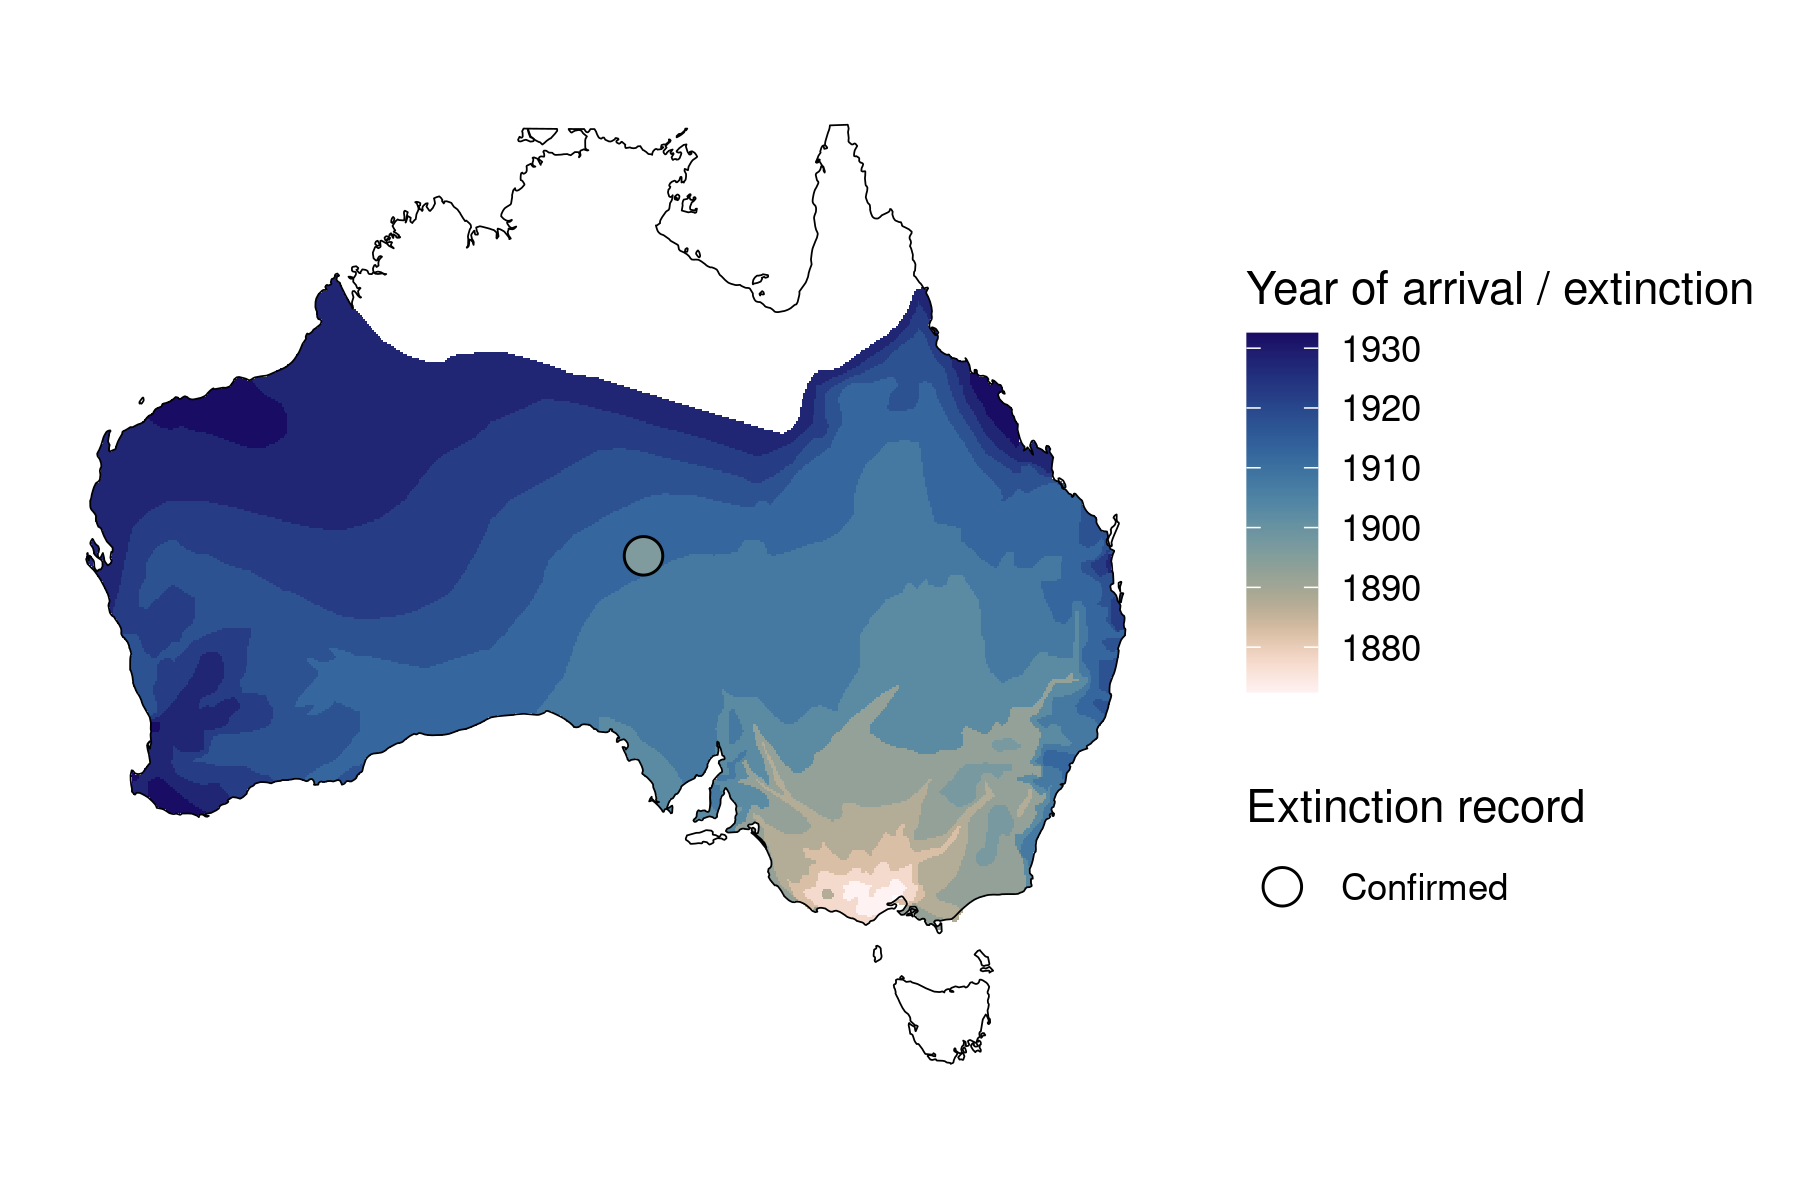 Year of arrival / extinction
1930
1920
1910
1900
1890
1880
Extinction record
Confirmed